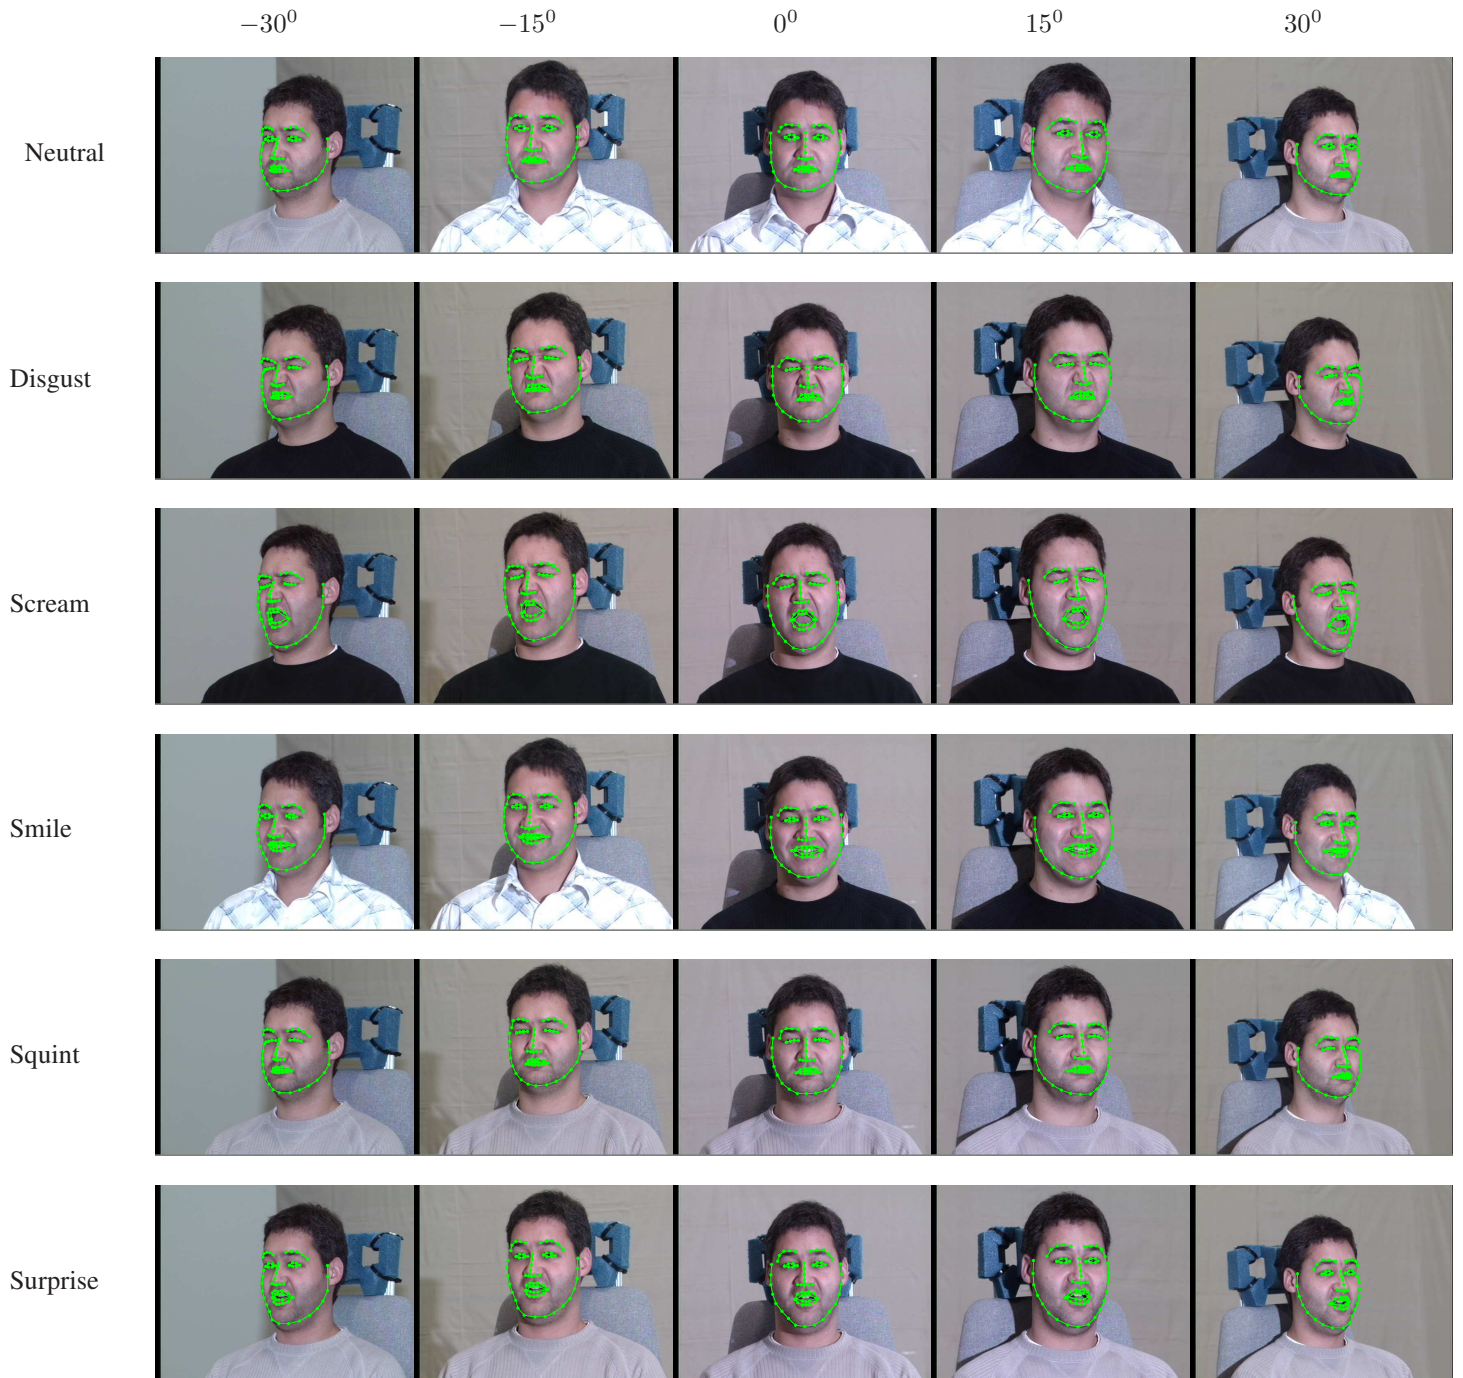 −30⁰ −15⁰ 0⁰ 15⁰ 30⁰
Neutral
Disgust
Scream
Smile
Squint
Surprise